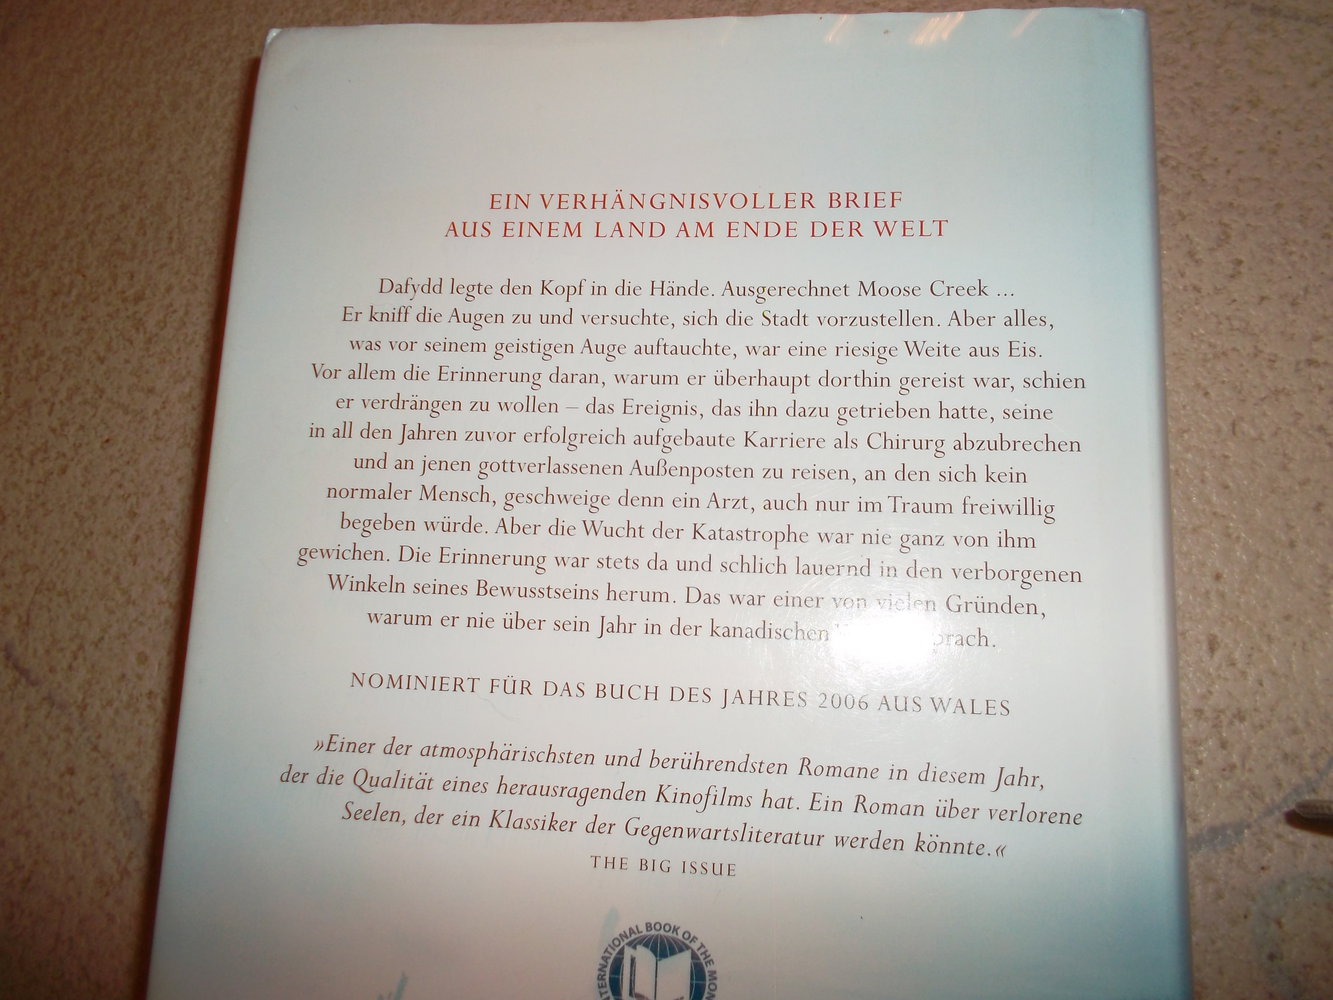 EIN VERHÄNGNISVOLLER BRIEF
AUS EINEM LAND AM ENDE DER WELT
Dafydd legte den Kopf in die Hände. Ausgerechnet Moose Creek ...
Er kniff die Augen zu und versuchte, sich die Stadt vorzustellen. Aber alles,
was vor seinem geistigen Auge auftauchte, war eine riesige Weite aus Eis.
Vor allem die Erinnerung daran, warum er überhaupt dorthin gereist war, schien
er verdrängen zu wollen – das Ereignis, das ihn dazu getrieben hatte, seine
in all den Jahren zuvor erfolgreich aufgebaute Karriere als Chirurg abzubrechen
und an jenen gottverlassenen Außenposten zu reisen, an den sich kein
normaler Mensch, geschweige denn ein Arzt, auch nur im Traum freiwillig
begeben würde. Aber die Wucht der Katastrophe war nie ganz von ihm
gewichen. Die Erinnerung war stets da und schlich lauernd in den verborgenen
Winkeln seines Bewusstseins herum. Das war einer von vielen Gründen,
warum er nie über sein Jahr in der kanadischen
NOMINIERT FÜR DAS BUCH DES JAHRES 2006 AUS WALES
»Einer der atmosphärischsten und berührendsten Romane in diesem Jahr,
der die Qualität eines herausragenden Kinofilms hat. Ein Roman über verlorene
Seelen, der ein Klassiker der Gegenwartsliteratur werden könnte.«
THE BIG ISSUE
BOOK OF THE